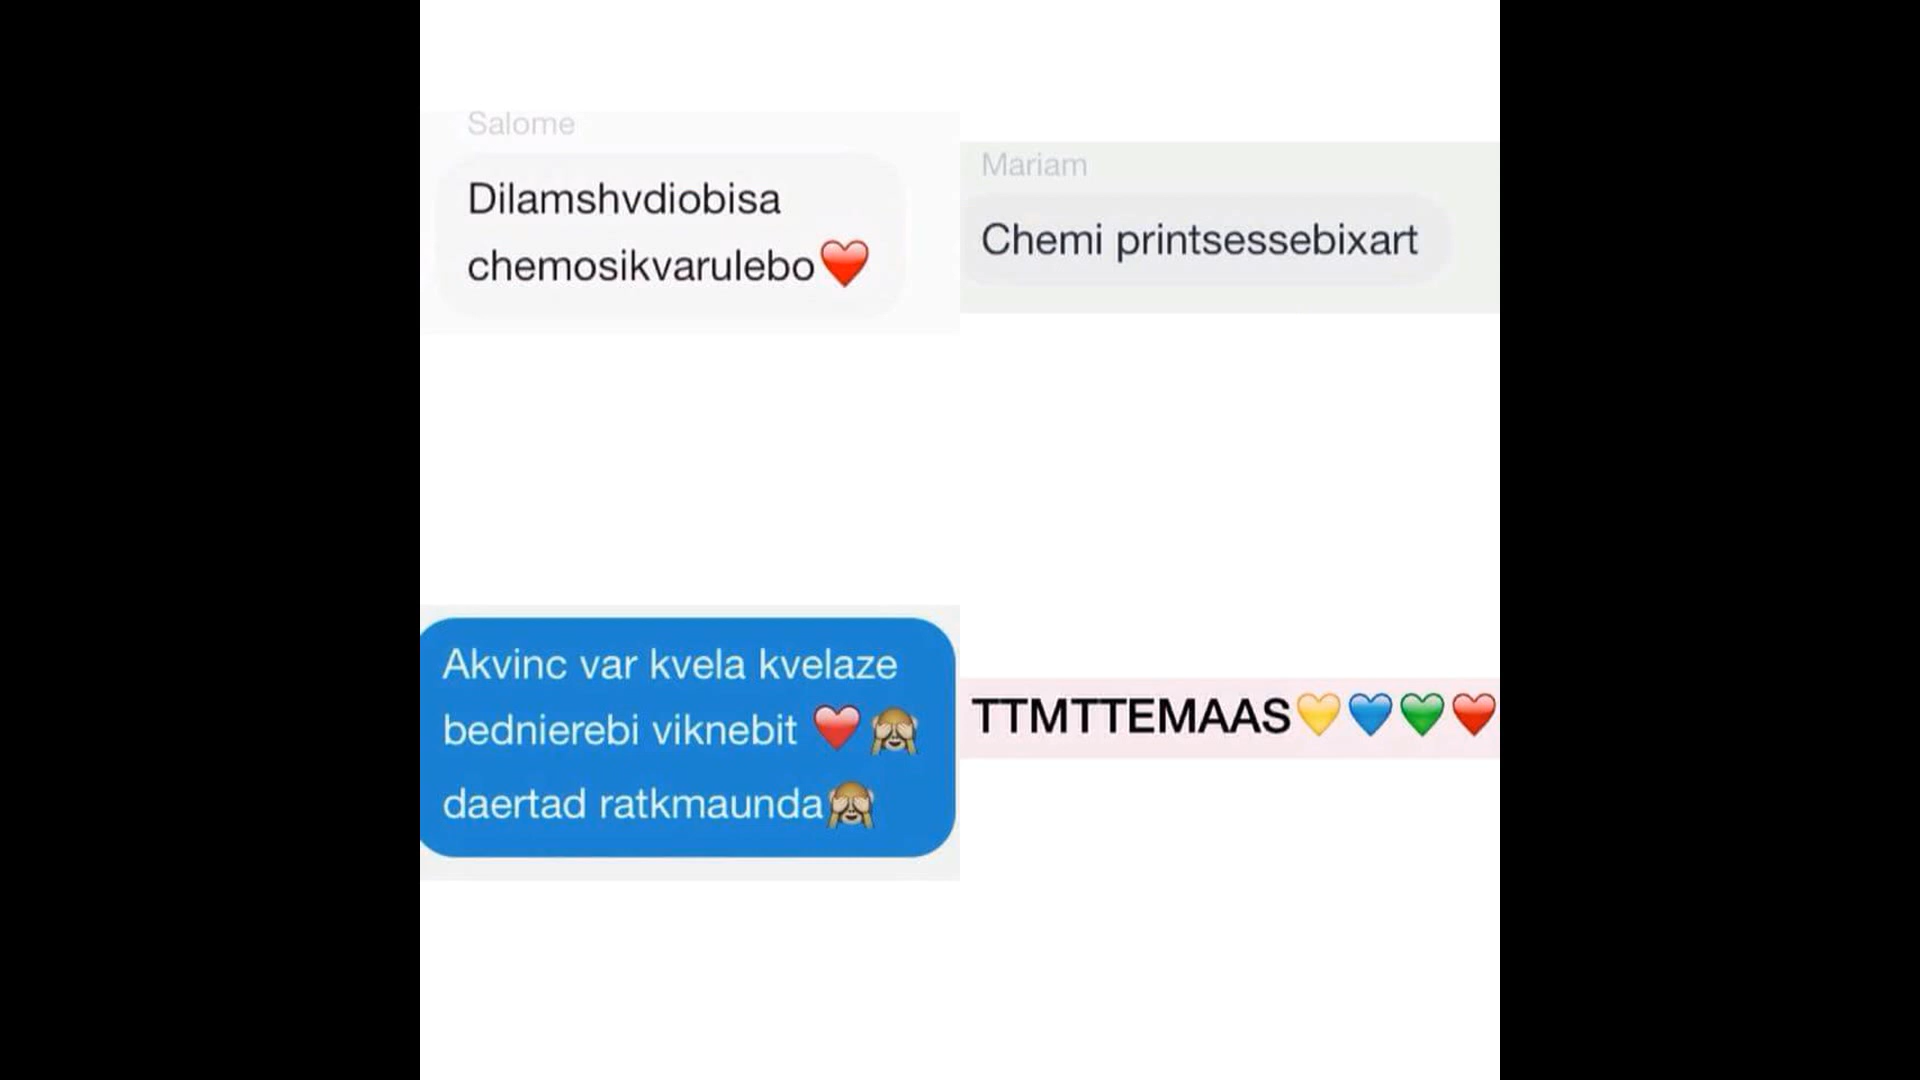 Salome
Dilamshvdiobisa
chemosikvarulebo❤️
Mariam
Chemi printsessebixart
Akvinc var kvela kvelaze
bednierebi viknebit ❤️🙈
daertad ratkmaunda🙈
TTMTTEMAAS💛💙💚❤️